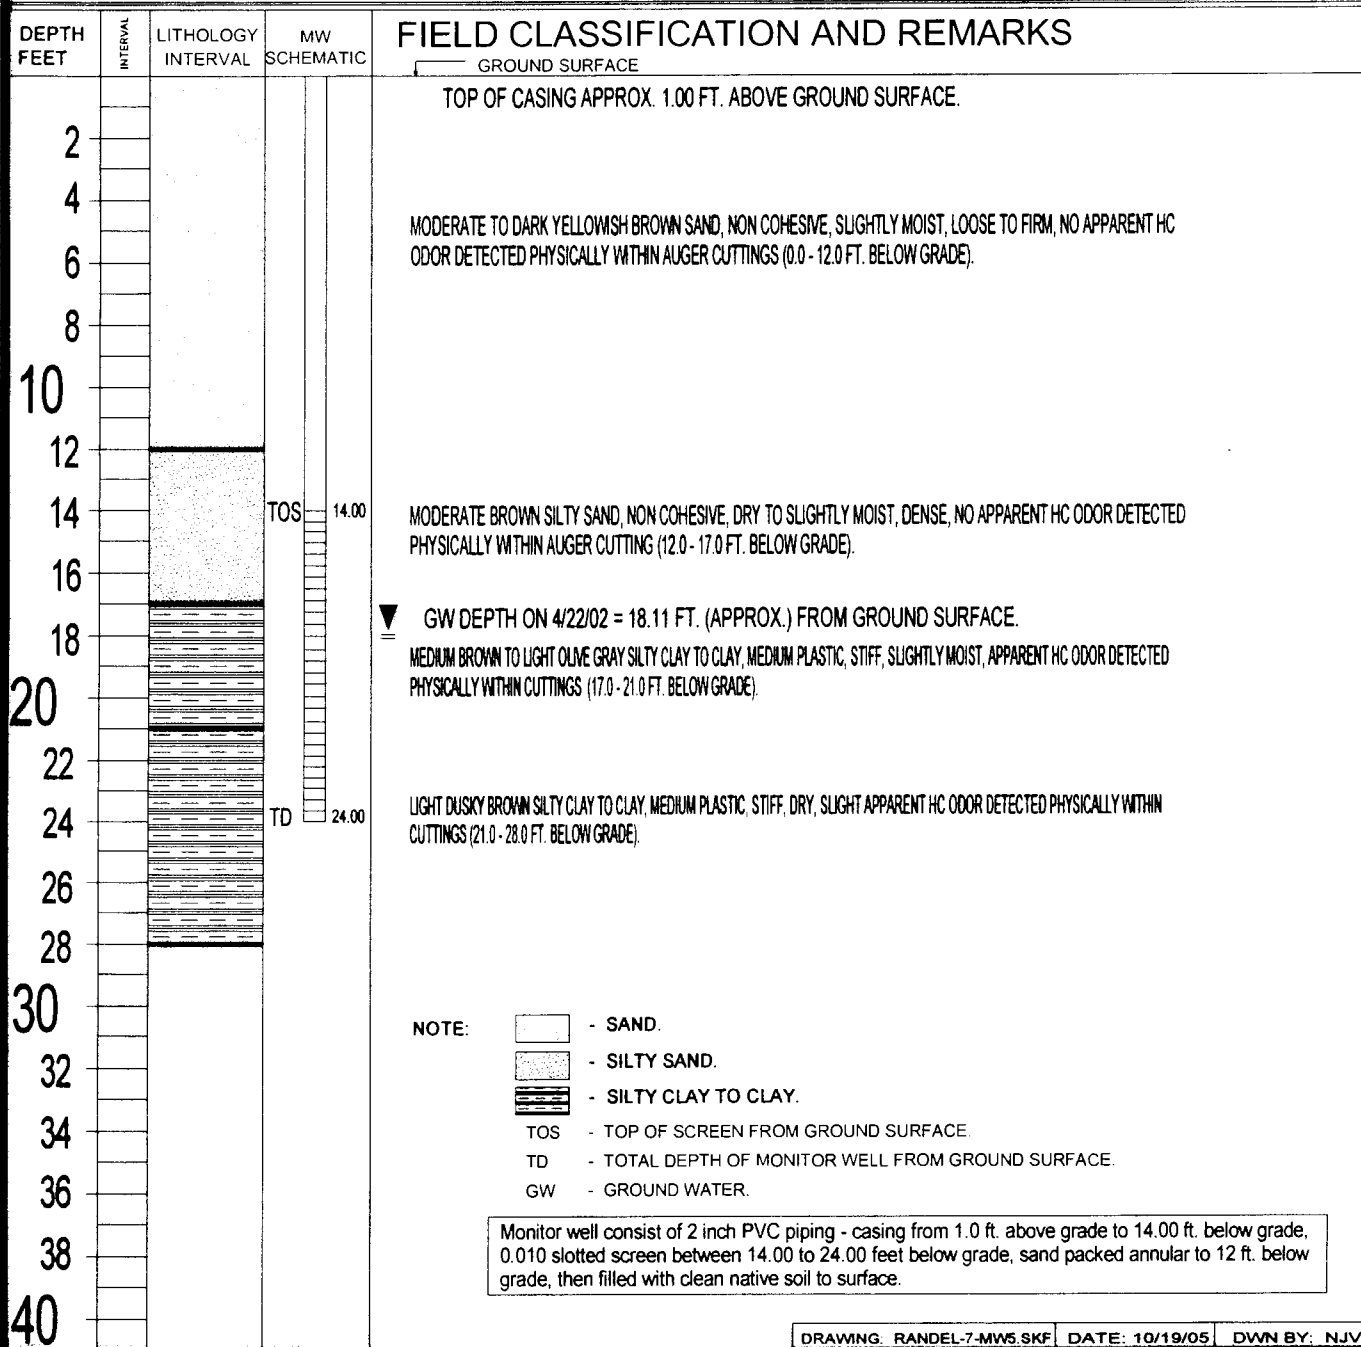 DEPTH FEET
INTERVAL
LITHOLOGY INTERVAL
MW SCHEMATIC
FIELD CLASSIFICATION AND REMARKS
GROUND SURFACE
TOP OF CASING APPROX. 1.00 FT. ABOVE GROUND SURFACE.
2
4
MODERATE TO DARK YELLOWISH BROWN SAND, NON COHESIVE, SLIGHTLY MOIST, LOOSE TO FIRM, NO APPARENT HC
ODOR DETECTED PHYSICALLY WITHIN AUGER CUTTINGS (0.0 - 12.0 FT. BELOW GRADE).
6
8
10
12
14
TOS
14.00
MODERATE BROWN SILTY SAND, NON COHESIVE, DRY TO SLIGHTLY MOIST, DENSE, NO APPARENT HC ODOR DETECTED
PHYSICALLY WITHIN AUGER CUTTING (12.0 - 17.0 FT. BELOW GRADE).
16
GW DEPTH ON 4/22/02 = 18.11 FT. (APPROX.) FROM GROUND SURFACE.
18
MEDIUM BROWN TO LIGHT OLIVE GRAY SILTY CLAY TO CLAY, MEDIUM PLASTIC, STIFF, SLIGHTLY MOIST, APPARENT HC ODOR DETECTED
PHYSICALLY WITHIN CUTTINGS (17.0 - 21.0 FT. BELOW GRADE).
20
22
24
TD
24.00
LIGHT DUSKY BROWN SILTY CLAY TO CLAY, MEDIUM PLASTIC, STIFF, DRY, SLIGHT APPARENT HC ODOR DETECTED PHYSICALLY WITHIN
CUTTINGS (21.0 - 28.0 FT. BELOW GRADE).
26
28
30
32
34
36
38
40
NOTE:
- SAND.
- SILTY SAND.
- SILTY CLAY TO CLAY.
TOS - TOP OF SCREEN FROM GROUND SURFACE.
TD - TOTAL DEPTH OF MONITOR WELL FROM GROUND SURFACE.
GW - GROUND WATER.
Monitor well consist of 2 inch PVC piping - casing from 1.0 ft. above grade to 14.00 ft. below grade,
0.010 slotted screen between 14.00 to 24.00 feet below grade, sand packed annular to 12 ft. below
grade, then filled with clean native soil to surface.
DRAWING: RANDEL-7-MW5.SKF DATE: 10/19/05 DWN BY: NJV